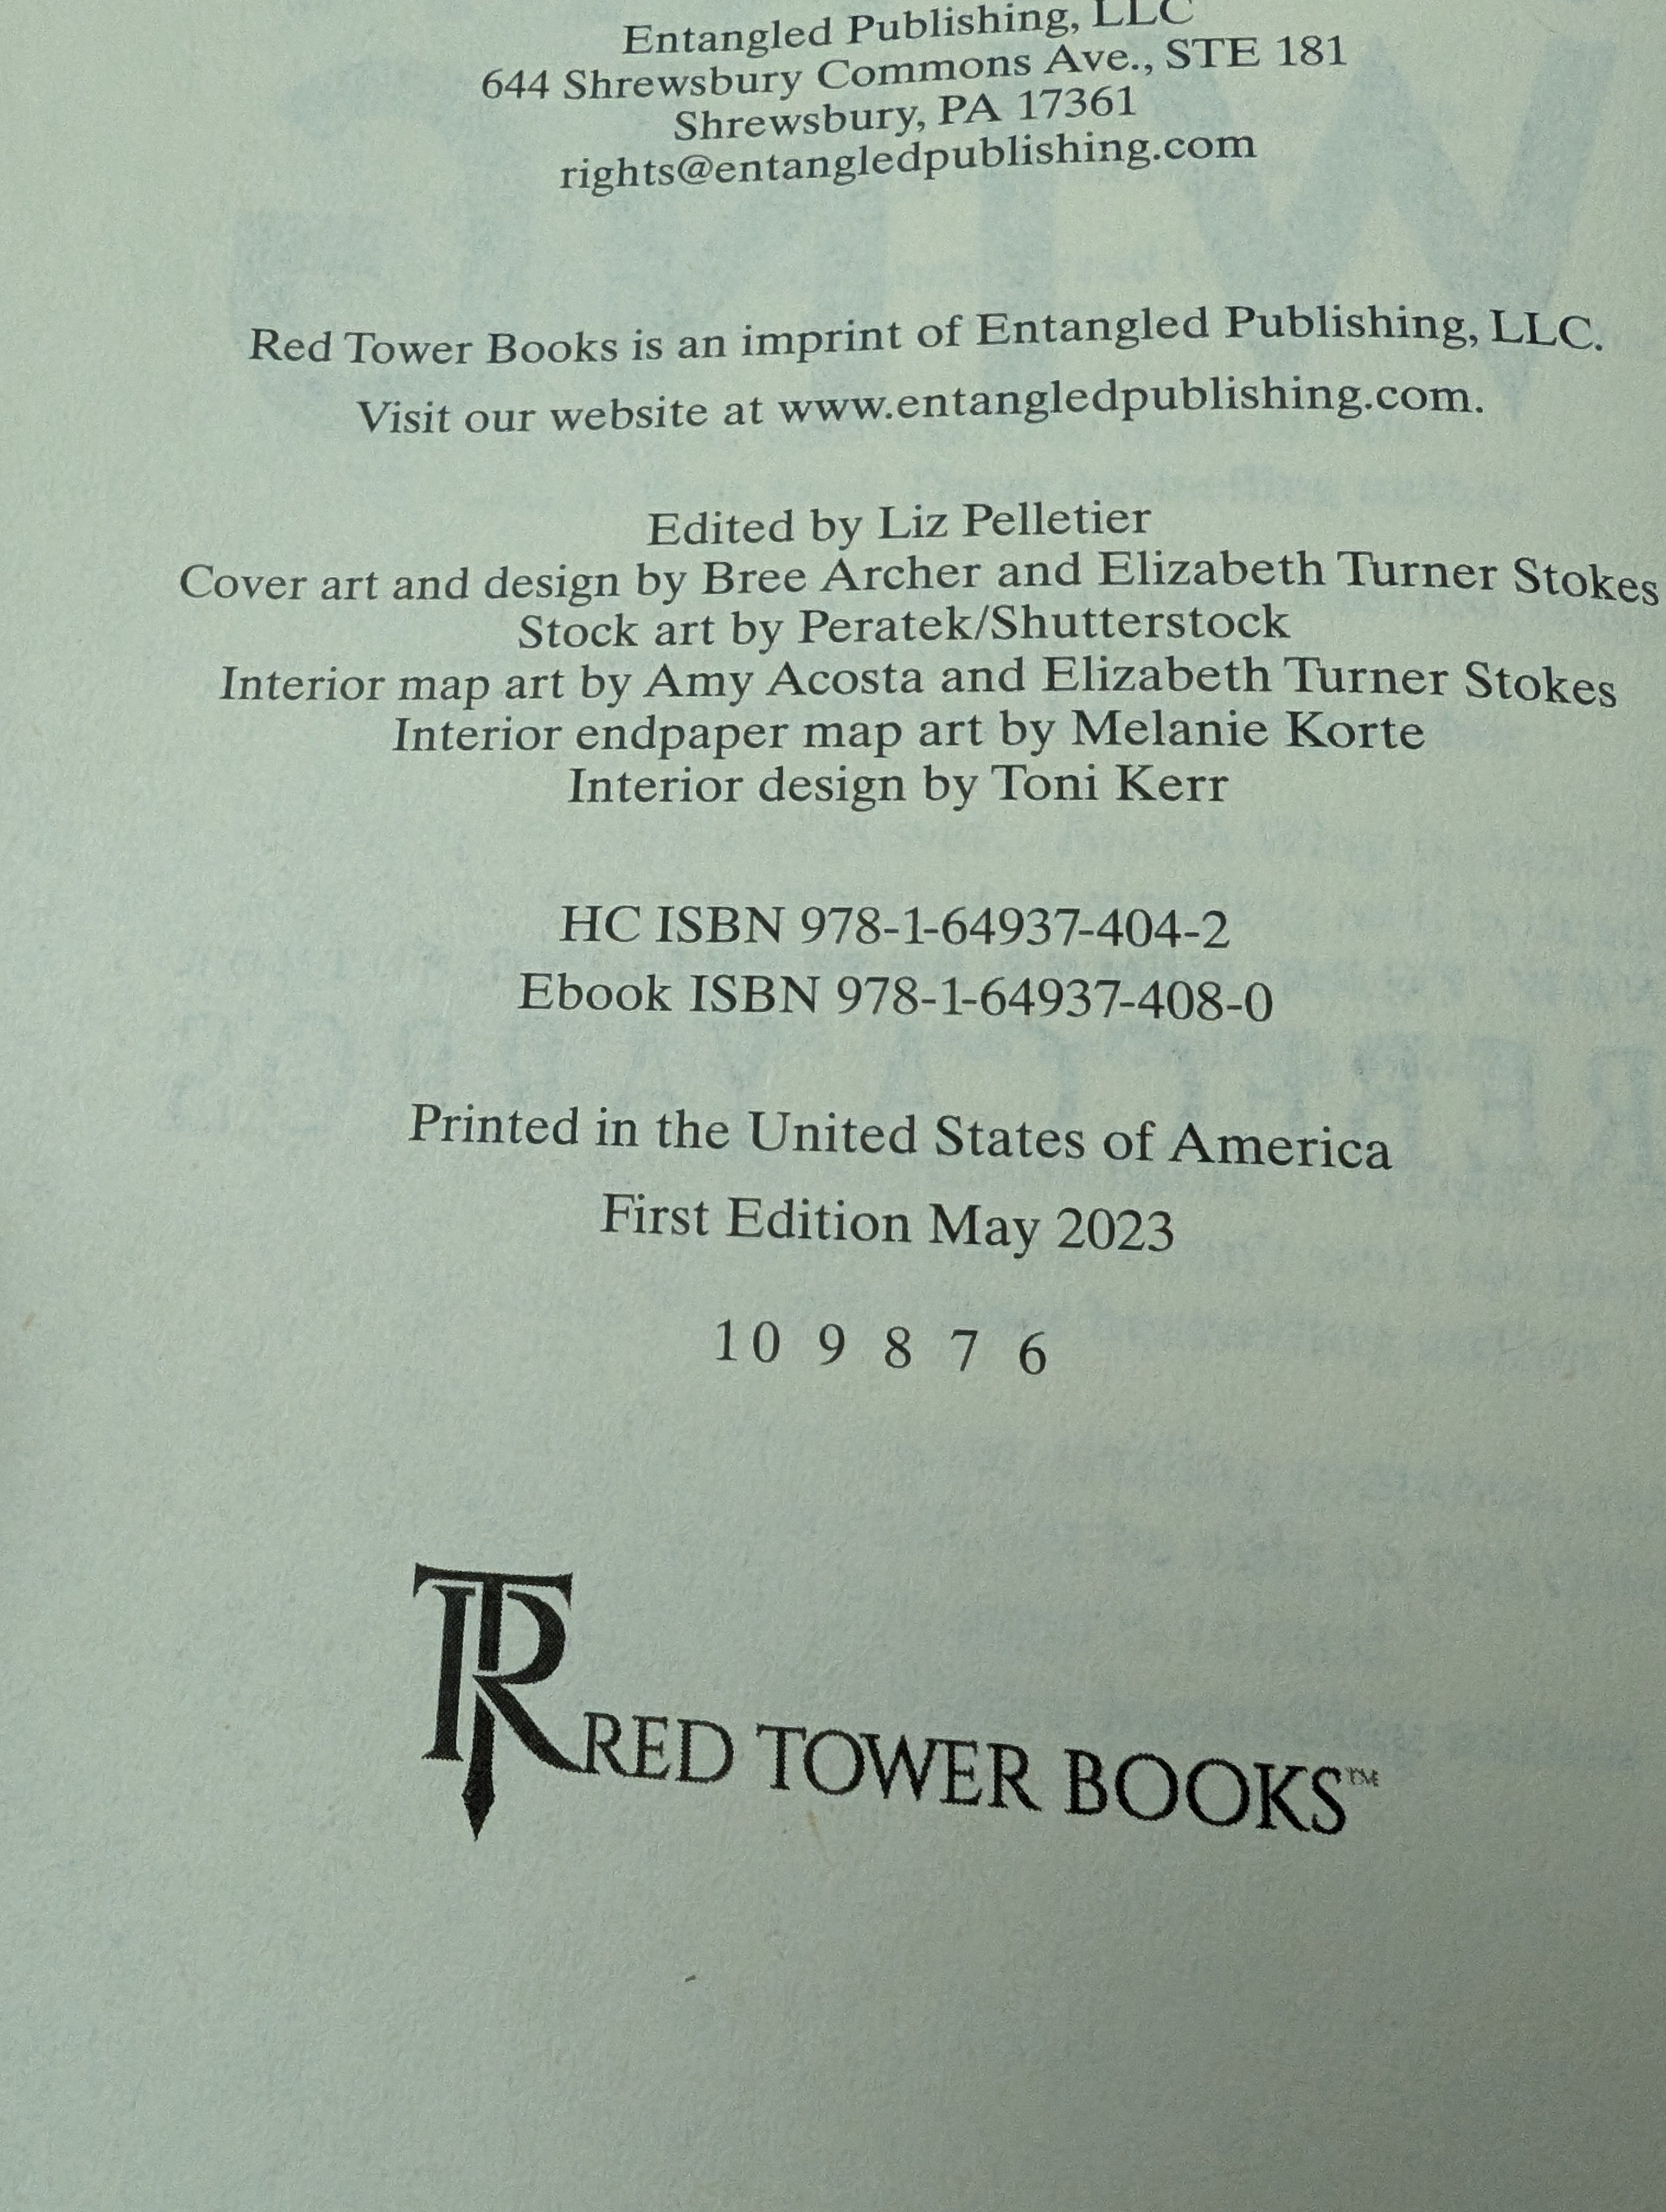 Entangled Publishing, LLC
644 Shrewsbury Commons Ave., STE 181
Shrewsbury, PA 17361
rights@entangledpublishing.com
Red Tower Books is an imprint of Entangled Publishing, LLC.
Visit our website at www.entangledpublishing.com.
Edited by Liz Pelletier
Cover art and design by Bree Archer and Elizabeth Turner Stokes
Stock art by Peratek/Shutterstock
Interior map art by Amy Acosta and Elizabeth Turner Stokes
Interior endpaper map art by Melanie Korte
Interior design by Toni Kerr
HC ISBN 978-1-64937-404-2
Ebook ISBN 978-1-64937-408-0
Printed in the United States of America
First Edition May 2023
10 9 8 7 6
TR RED TOWER BOOKS™